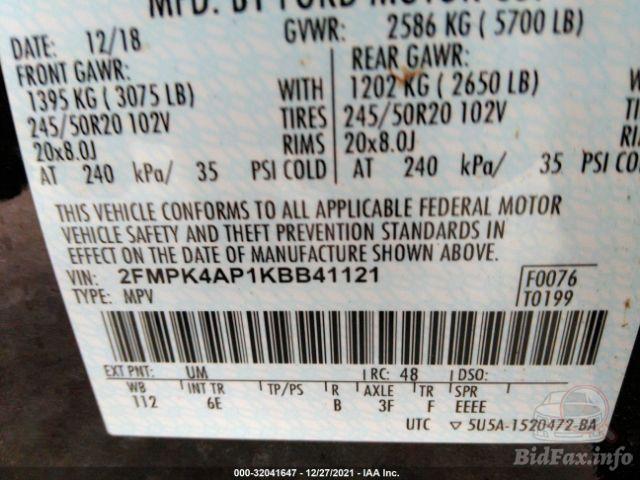 MFD. BY FORD MOTOR CO.
DATE: 12/18 GVWR: 2586 KG ( 5700 LB)
FRONT GAWR: REAR GAWR:
1395 KG ( 3075 LB) WITH 1202 KG ( 2650 LB) WITH
245/50R20 102V TIRES 245/50R20 102V
20x8.0J RIMS 20x8.0J
AT 240 kPa/ 35 PSI COLD AT 240 kPa/ 35 PSI COLD
THIS VEHICLE CONFORMS TO ALL APPLICABLE FEDERAL MOTOR
VEHICLE SAFETY AND THEFT PREVENTION STANDARDS IN
EFFECT ON THE DATE OF MANUFACTURE SHOWN ABOVE.
VIN: 2FMPK4AP1KBB41121 F0076
TYPE: MPV T0199
EXT PNT: UM RC: 48 DSO:
WB INT TR TP/PS R AXLE TR SPR
112 6E B 3F F EEEE
UTC ▽ 5U5A-1520472-BA
BidFax.info
000-32041647 - 12/27/2021 - IAA Inc.